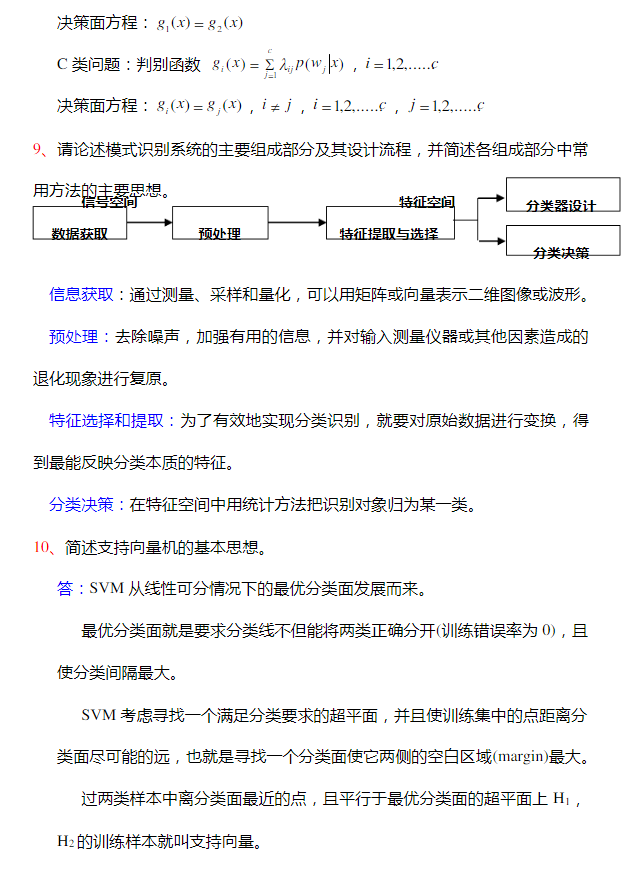 决策面方程：g₁(x) = g₂(x)
C 类问题：判别函数 gᵢ(x) = Σ_{j=1}^{c} λᵢⱼ p(wⱼ|x)，i = 1,2,.....c
决策面方程：gᵢ(x) = gⱼ(x)，i ≠ j，i = 1,2,.....c，j = 1,2,.....c
9、请论述模式识别系统的主要组成部分及其设计流程，并简述各组成部分中常
用方法的主要思想。
信号空间
特征空间
数据获取
预处理
特征提取与选择
分类器设计
分类决策
信息获取：通过测量、采样和量化，可以用矩阵或向量表示二维图像或波形。
预处理：去除噪声，加强有用的信息，并对输入测量仪器或其他因素造成的
退化现象进行复原。
特征选择和提取：为了有效地实现分类识别，就要对原始数据进行变换，得
到最能反映分类本质的特征。
分类决策：在特征空间中用统计方法把识别对象归为某一类。
10、简述支持向量机的基本思想。
答：SVM 从线性可分情况下的最优分类面发展而来。
最优分类面就是要求分类线不但能将两类正确分开(训练错误率为 0)，且
使分类间隔最大。
SVM 考虑寻找一个满足分类要求的超平面，并且使训练集中的点距离分
类面尽可能的远，也就是寻找一个分类面使它两侧的空白区域(margin)最大。
过两类样本中离分类面最近的点，且平行于最优分类面的超平面上 H₁，
H₂ 的训练样本就叫支持向量。